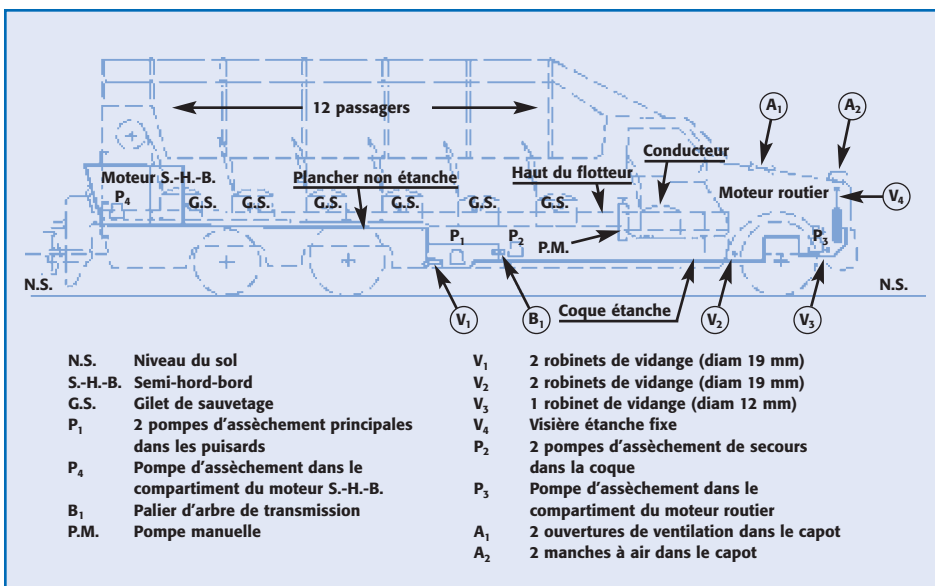 12 passagers
A₁
A₂
Conducteur
Moteur S.-H.-B.
Plancher non étanche
Haut du flotteur
Moteur routier
P₄
G.S.
G.S.
G.S.
G.S.
G.S.
G.S.
V₄
P₁
P₂
P.M.
P₃
N.S.
N.S.
V₁
B₁
Coque étanche
V₂
V₃
N.S. Niveau du sol
S.-H.-B. Semi-hord-bord
G.S. Gilet de sauvetage
P₁ 2 pompes d'assèchement principales
dans les puisards
P₄ Pompe d'assèchement dans le
compartiment du moteur S.-H.-B.
B₁ Palier d'arbre de transmission
P.M. Pompe manuelle
V₁ 2 robinets de vidange (diam 19 mm)
V₂ 2 robinets de vidange (diam 19 mm)
V₃ 1 robinet de vidange (diam 12 mm)
V₄ Visière étanche fixe
P₂ 2 pompes d'assèchement de secours
dans la coque
P₃ Pompe d'assèchement dans le
compartiment du moteur routier
A₁ 2 ouvertures de ventilation dans le capot
A₂ 2 manches à air dans le capot